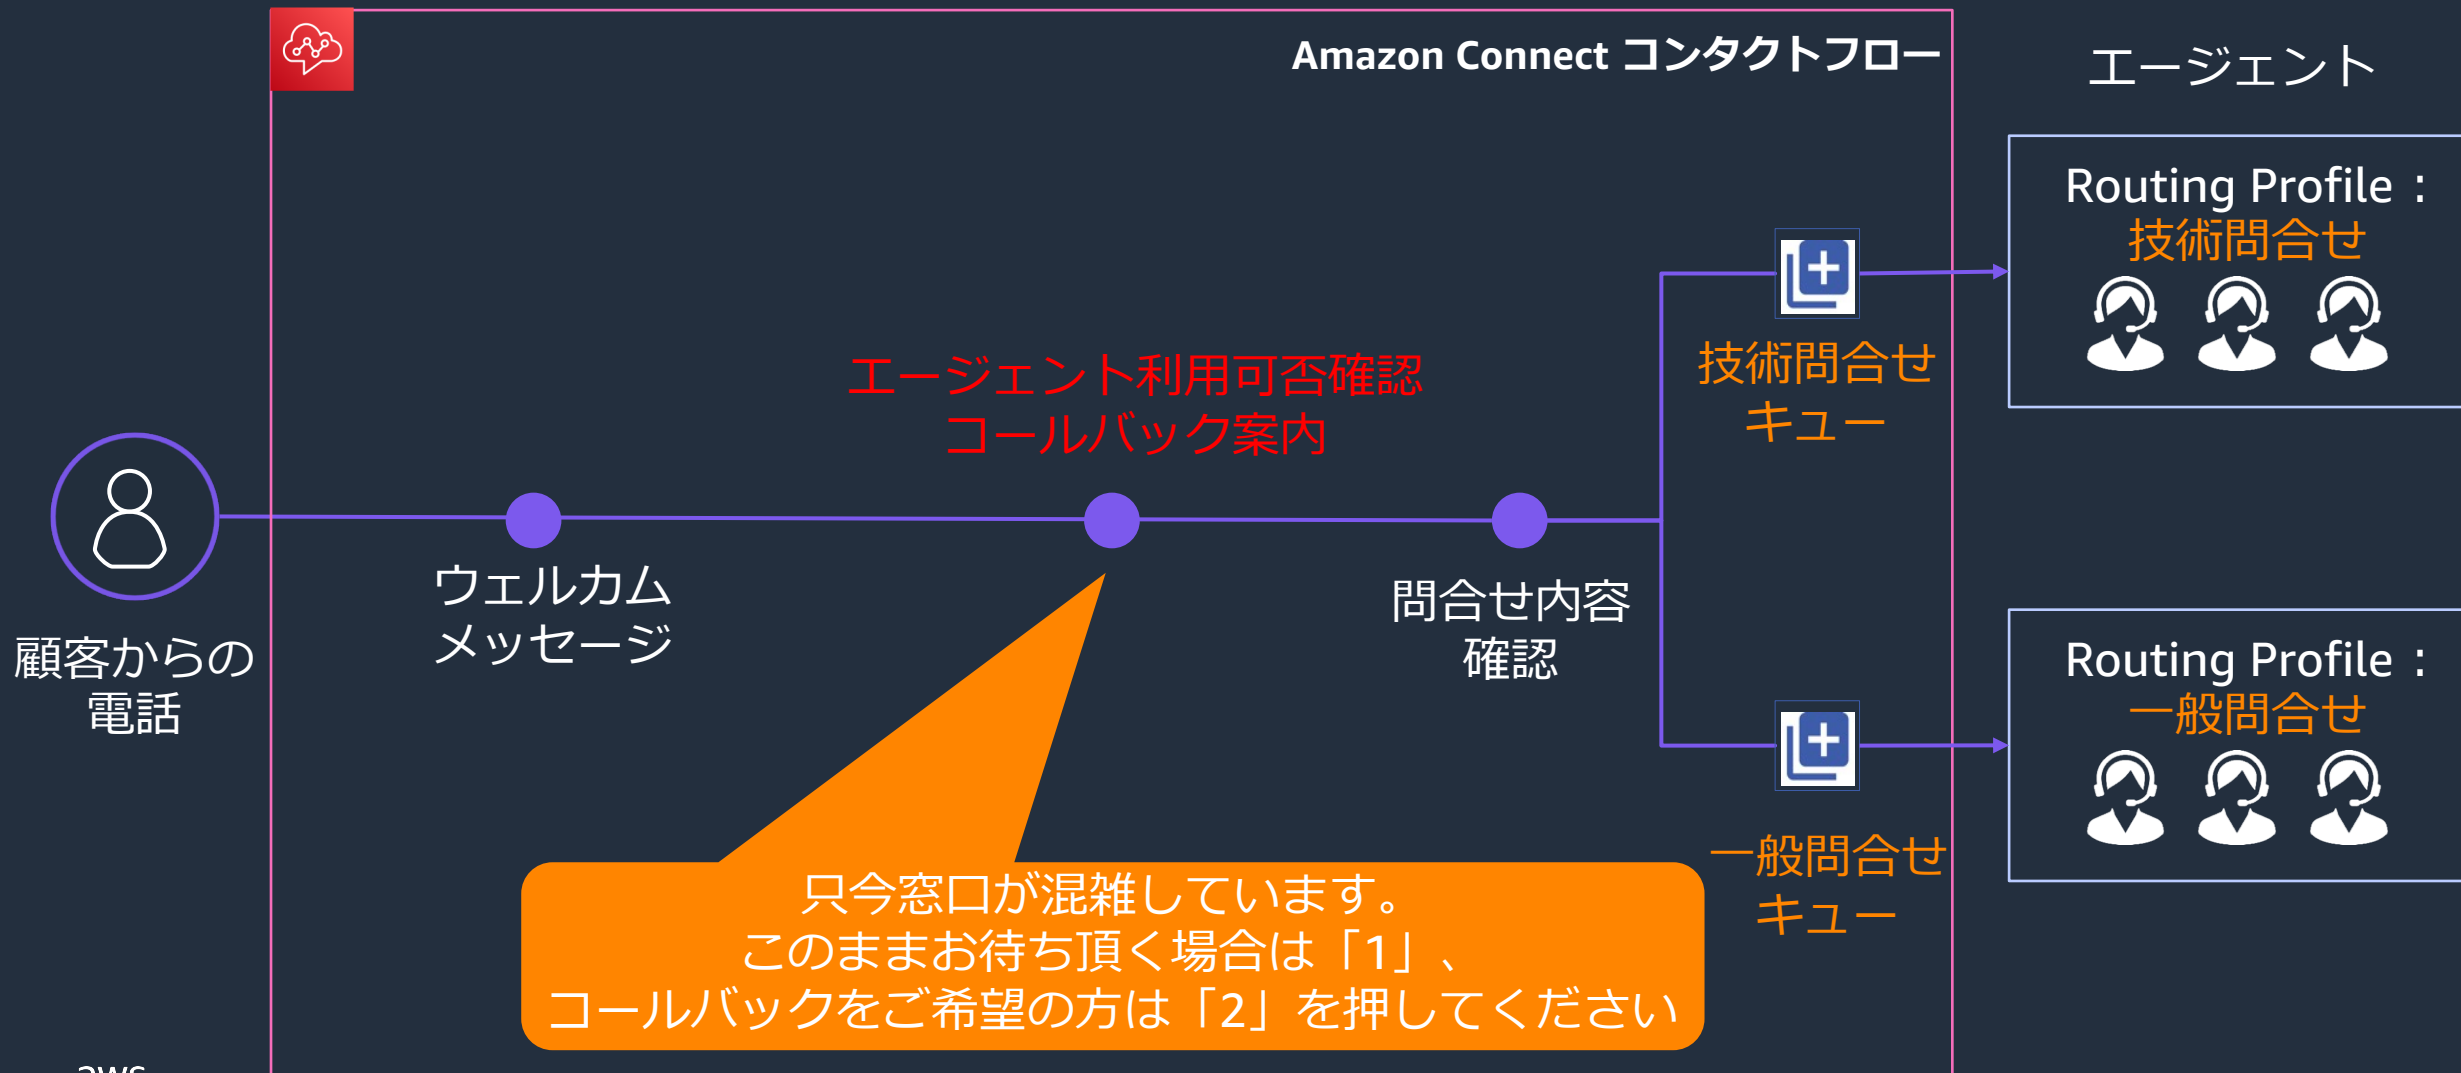 Amazon Connect コンタクトフロー
エージェント
Routing Profile :
技術問合せ
技術問合せ
キュー
エージェント利用可否確認
コールバック案内
顧客からの
電話
ウェルカム
メッセージ
問合せ内容
確認
Routing Profile :
一般問合せ
一般問合せ
キュー
只今窓口が混雑しています。
このままお待ち頂く場合は「1」、
コールバックをご希望の方は「2」を押してください
aws